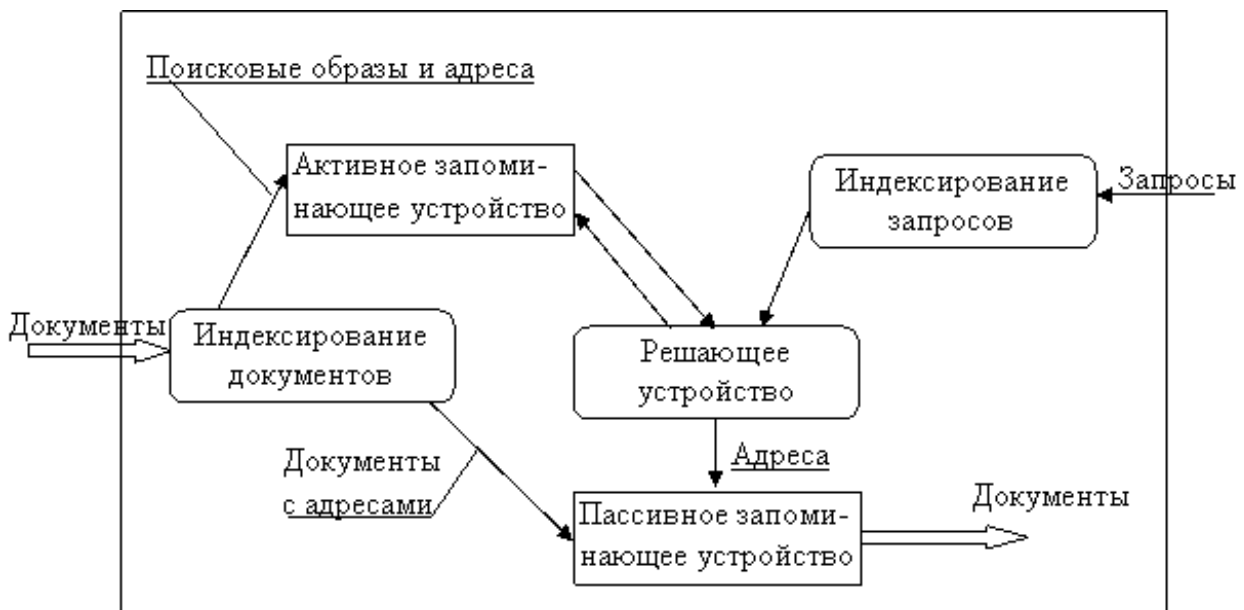 Поисковые образы и адреса
Активное запоми-
нающее устройство
Индексирование
запросов
Запросы
Документы
Индексирование
документов
Решающее
устройство
Адреса
Документы
с адресами
Пассивное запоми-
нающее устройство
Документы